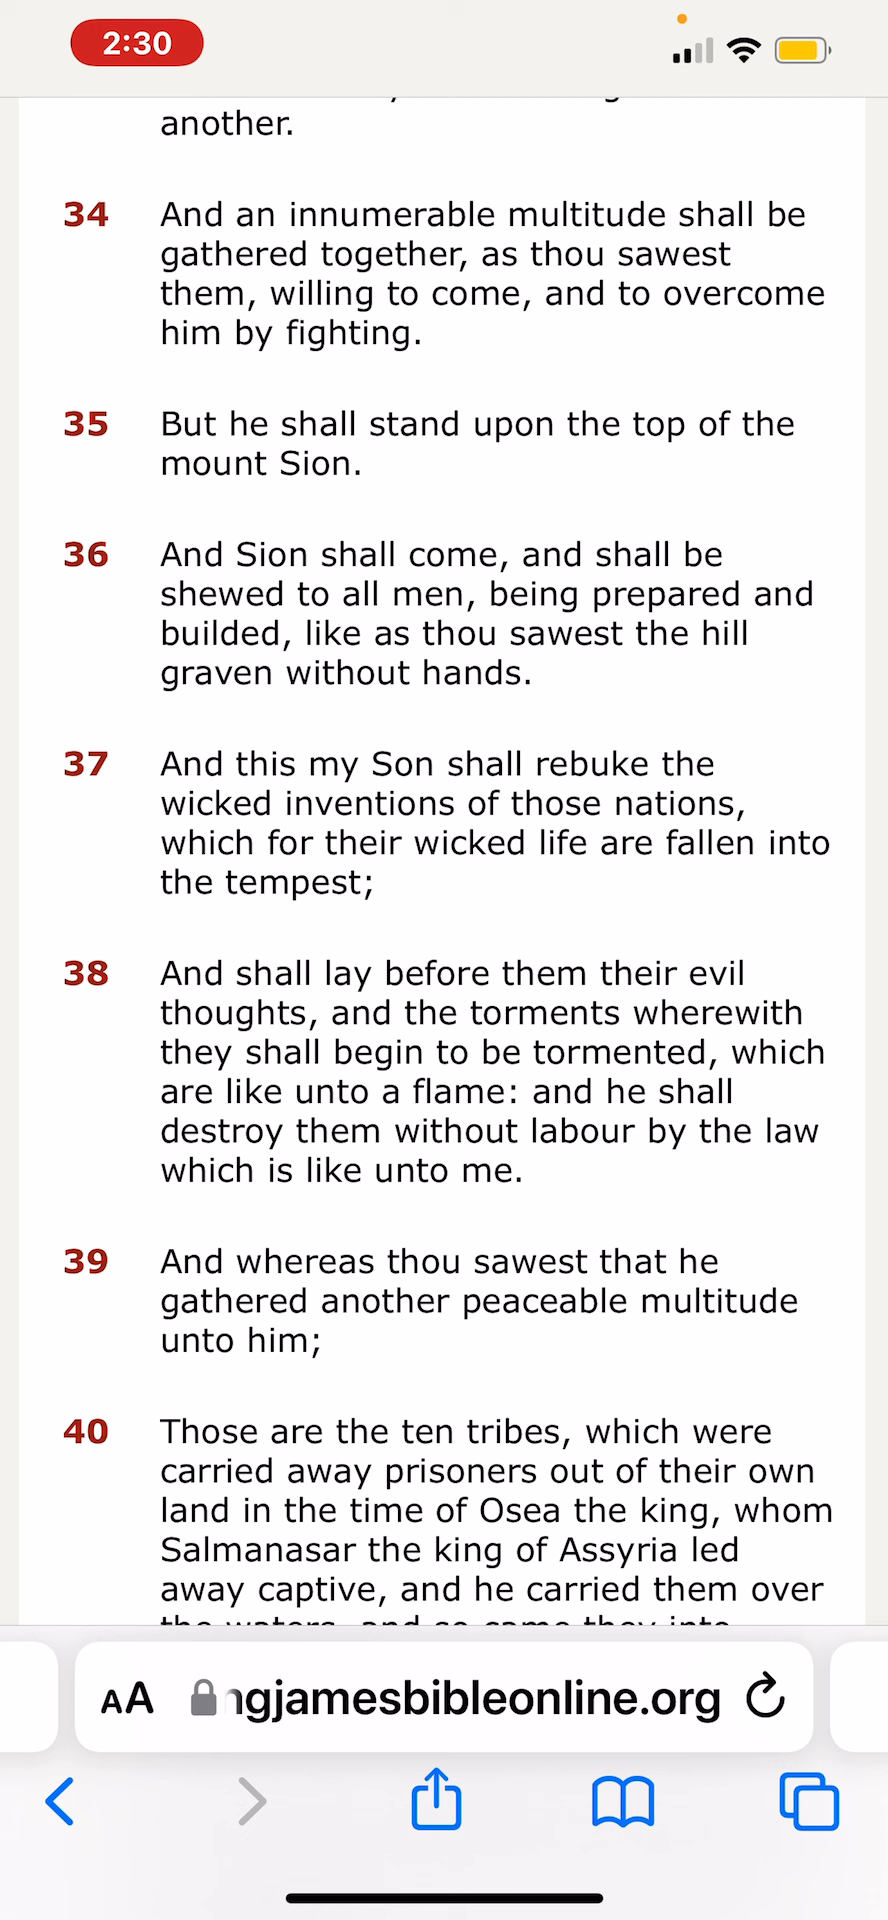 2:30
another.
34 And an innumerable multitude shall be
gathered together, as thou sawest
them, willing to come, and to overcome
him by fighting.
35 But he shall stand upon the top of the
mount Sion.
36 And Sion shall come, and shall be
shewed to all men, being prepared and
builded, like as thou sawest the hill
graven without hands.
37 And this my Son shall rebuke the
wicked inventions of those nations,
which for their wicked life are fallen into
the tempest;
38 And shall lay before them their evil
thoughts, and the torments wherewith
they shall begin to be tormented, which
are like unto a flame: and he shall
destroy them without labour by the law
which is like unto me.
39 And whereas thou sawest that he
gathered another peaceable multitude
unto him;
40 Those are the ten tribes, which were
carried away prisoners out of their own
land in the time of Osea the king, whom
Salmanasar the king of Assyria led
away captive, and he carried them over
the waters, and so came they into
AA ngjamesbibleonline.org